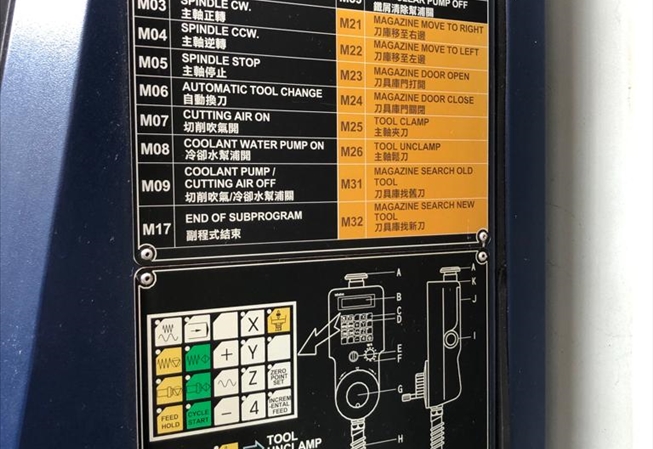 M03
SPINDLE CW.
主軸正轉
M04
SPINDLE CCW.
主軸逆轉
M05
SPINDLE STOP
主軸停止
M06
AUTOMATIC TOOL CHANGE
自動換刀
M07
CUTTING AIR ON
切削吹氣開
M08
COOLANT WATER PUMP ON
冷卻水幫浦開
M09
COOLANT PUMP /
CUTTING AIR OFF
切削吹氣/冷卻水幫浦關
M17
END OF SUBPROGRAM
副程式結束
PUMP OFF
鐵屑清除幫浦關
M21
MAGAZINE MOVE TO RIGHT
刀庫移至右邊
M22
MAGAZINE MOVE TO LEFT
刀庫移至左邊
M23
MAGAZINE DOOR OPEN
刀具庫門打開
M24
MAGAZINE DOOR CLOSE
刀具庫門關閉
M25
TOOL CLAMP
主軸夾刀
M26
TOOL UNCLAMP
主軸鬆刀
M31
MAGAZINE SEARCH OLD
TOOL
刀具庫找舊刀
M32
MAGAZINE SEARCH NEW
TOOL
刀具庫找新刀
X
+ Y
Z ZERO POINT SET
FEED HOLD CYCLE START - 4 INCREM ENTAL FEED
TOOL
UNCLAMP
A
B
C
D
E
F
G
H
A
K
J
I